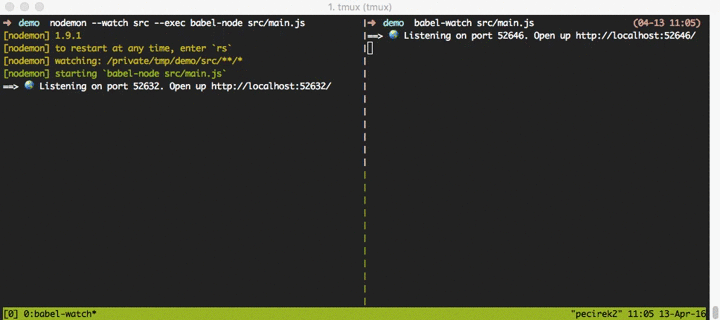 1. tmux (tmux)
➜ demo nodemon --watch src --exec babel-node src/main.js
[nodemon] 1.9.1
[nodemon] to restart at any time, enter `rs`
[nodemon] watching: /private/tmp/demo/src/**/*
[nodemon] starting `babel-node src/main.js`
==> 🌎 Listening on port 52632. Open up http://localhost:52632/
➜ demo babel-watch src/main.js (04-13 11:05)
==> 🌎 Listening on port 52646. Open up http://localhost:52646/
[0] 0:babel-watch* "pecirek2" 11:05 13-Apr-16